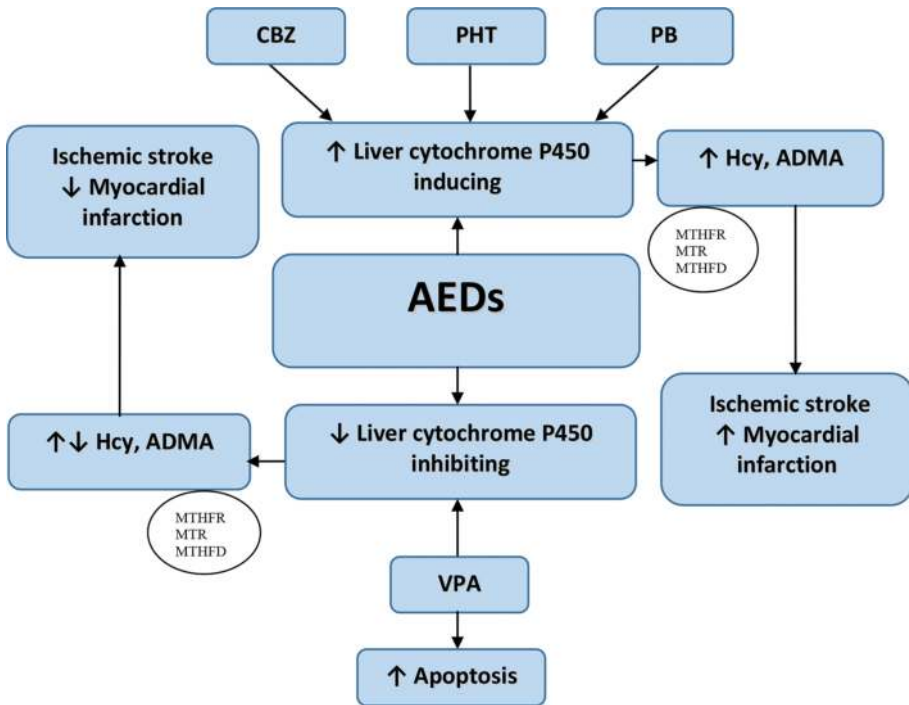 CBZ
PHT
PB
↑ Liver cytochrome P450
inducing
↑ Hcy, ADMA
MTHFR
MTR
MTHFD
Ischemic stroke
↓ Myocardial
infarction
AEDs
Ischemic stroke
↑ Myocardial
infarction
↓ Liver cytochrome P450
inhibiting
↑↓ Hcy, ADMA
MTHFR
MTR
MTHFD
VPA
↑ Apoptosis